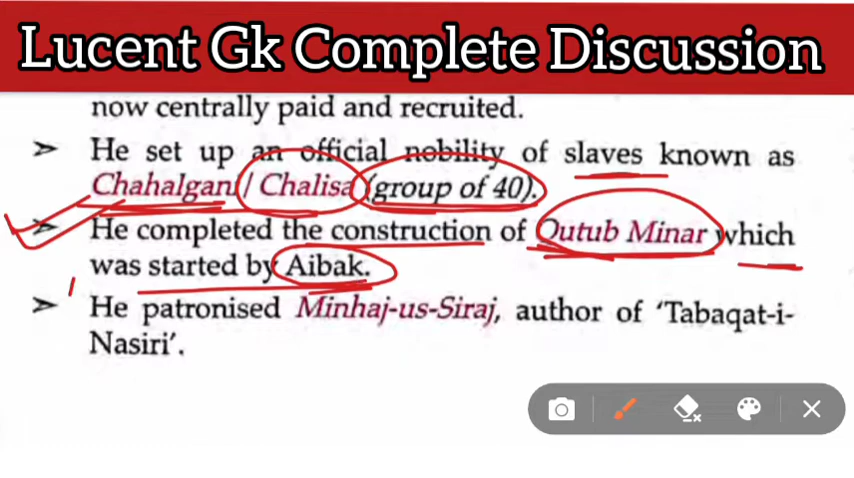 Lucent Gk Complete Discussion
now centrally paid and recruited.
➤ He set up an official nobility of slaves known as
Chahalgan / Chalisa (group of 40).
➤ He completed the construction of Qutub Minar which
was started by Aibak.
➤ He patronised Minhaj-us-Siraj, author of ‘Tabaqat-i-
Nasiri’.